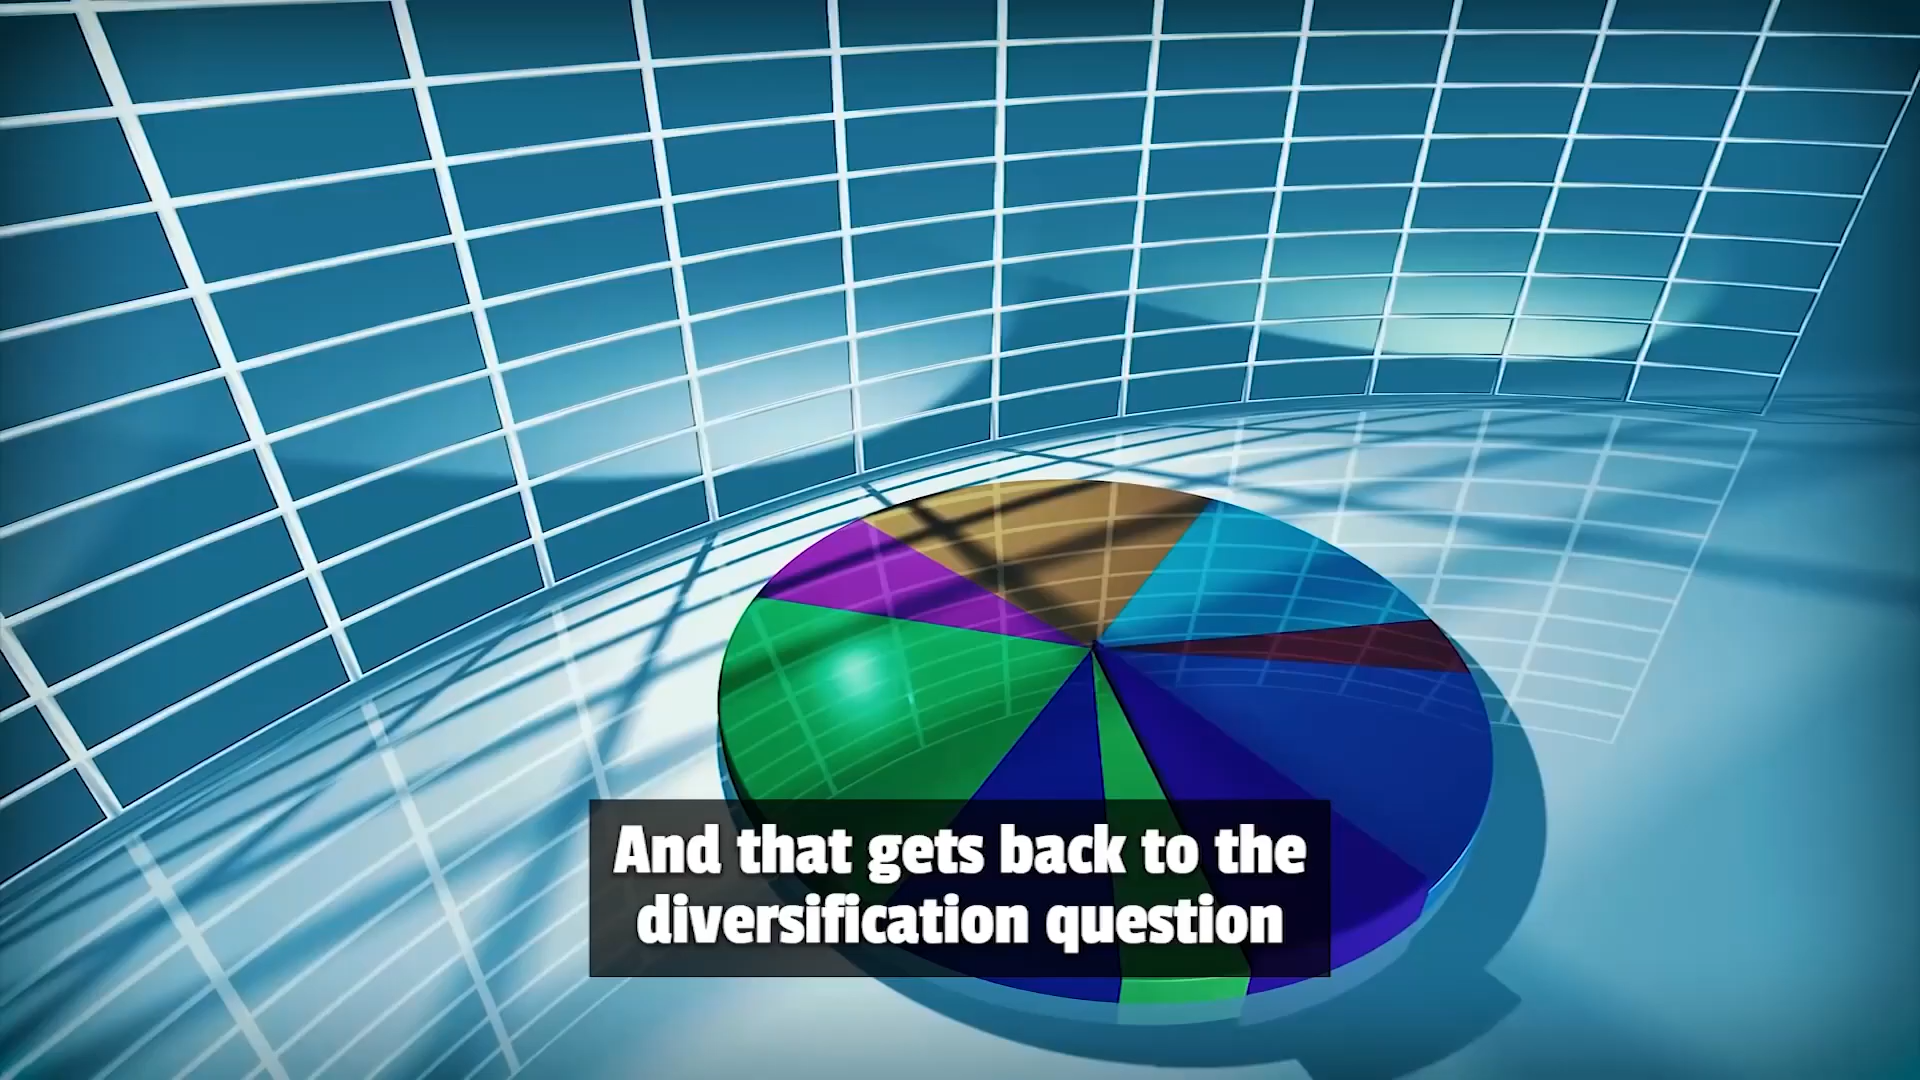 And that gets back to the
diversification question